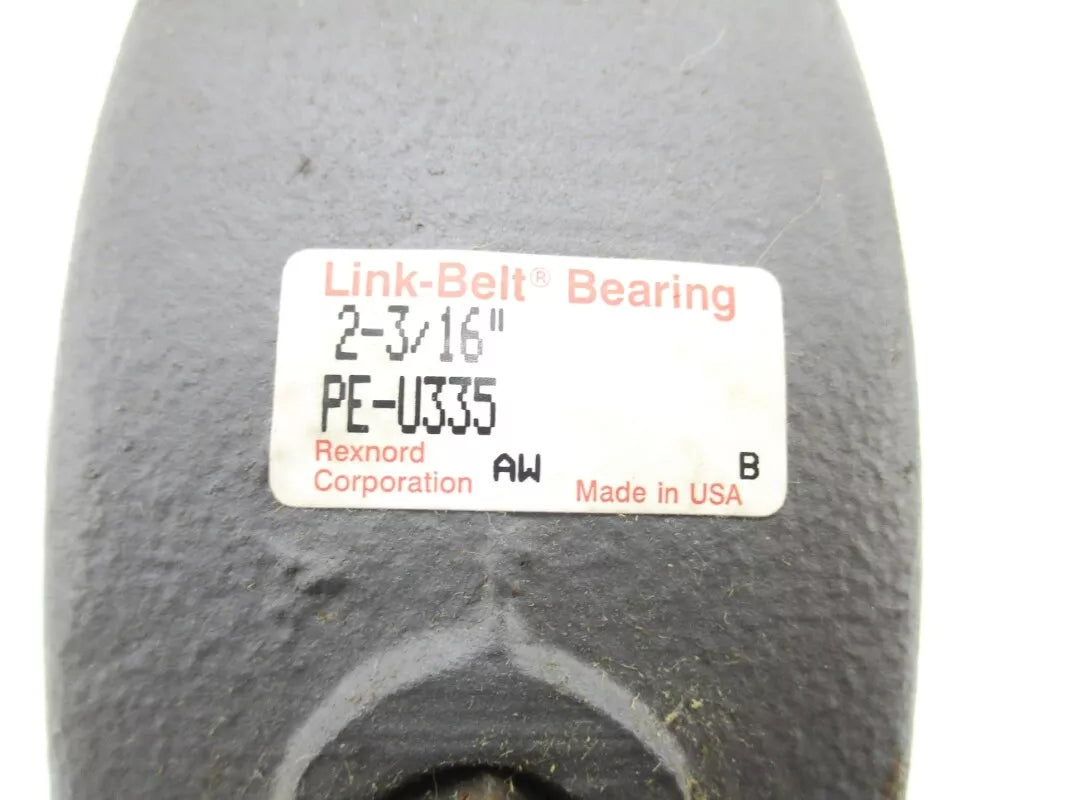 Link-Belt® Bearing
2-3/16"
PE-U335
Rexnord
Corporation AW
Made in USA B